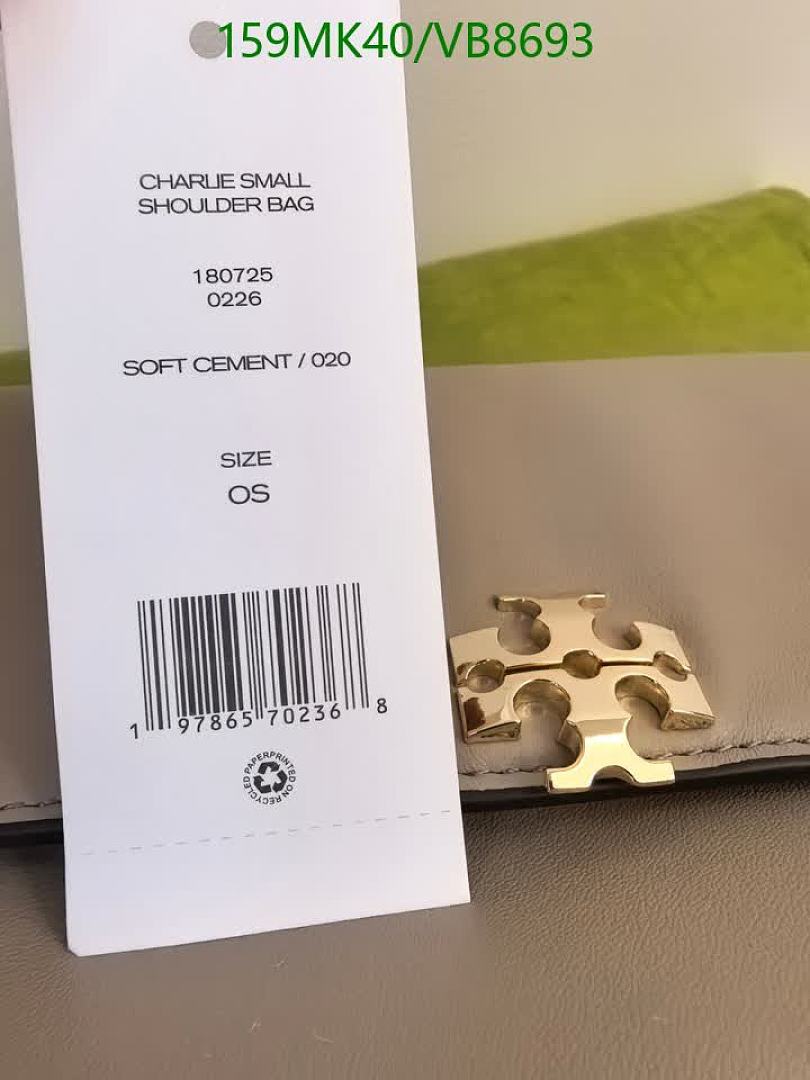 159MK40/VB8693
CHARLIE SMALL
SHOULDER BAG
180725
0226
SOFT CEMENT / 020
SIZE
OS
1 97865 70236 8
PAPER PRINTED ON RECYCLED